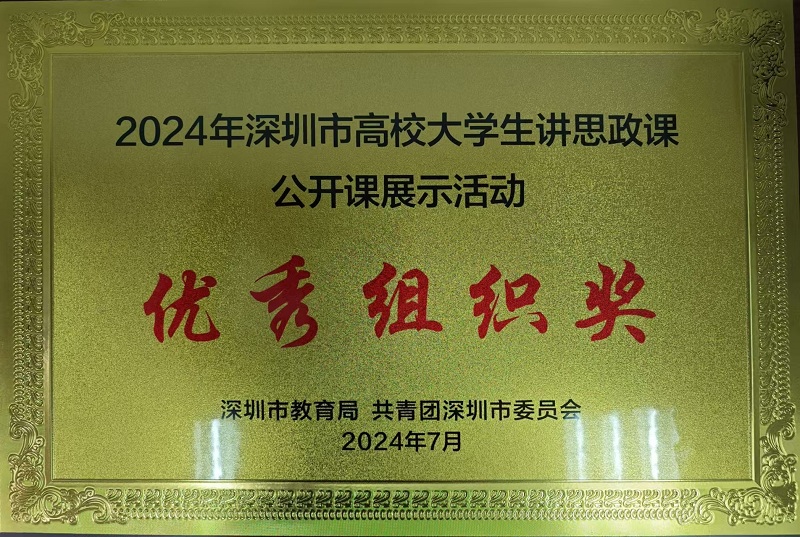 2024年深圳市高校大学生讲思政课
公开课展示活动
优秀组织奖
深圳市教育局 共青团深圳市委员会
2024年7月